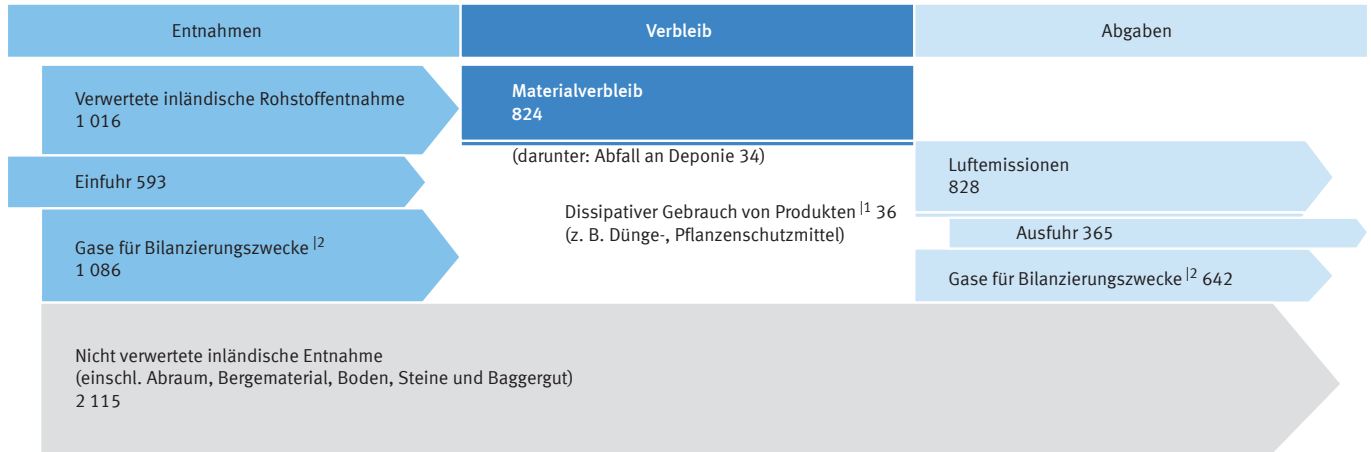 Entnahmen
Verbleib
Abgaben
Verwertete inländische Rohstoffentnahme
1 016
Materialverbleib
824
(darunter: Abfall an Deponie 34)
Einfuhr 593
Luftemissionen
828
Dissipativer Gebrauch von Produkten |1 36
(z. B. Dünge-, Pflanzenschutzmittel)
Ausfuhr 365
Gase für Bilanzierungszwecke |2
1 086
Gase für Bilanzierungszwecke |2 642
Nicht verwertete inländische Entnahme
(einschl. Abraum, Bergematerial, Boden, Steine und Baggergut)
2 115